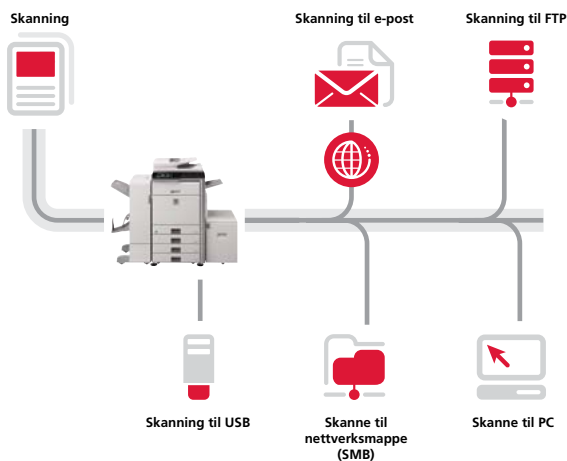 Skanning
Skanning til e-post
Skanning til FTP
Skanning til USB
Skanne til
nettverksmappe
(SMB)
Skanne til PC